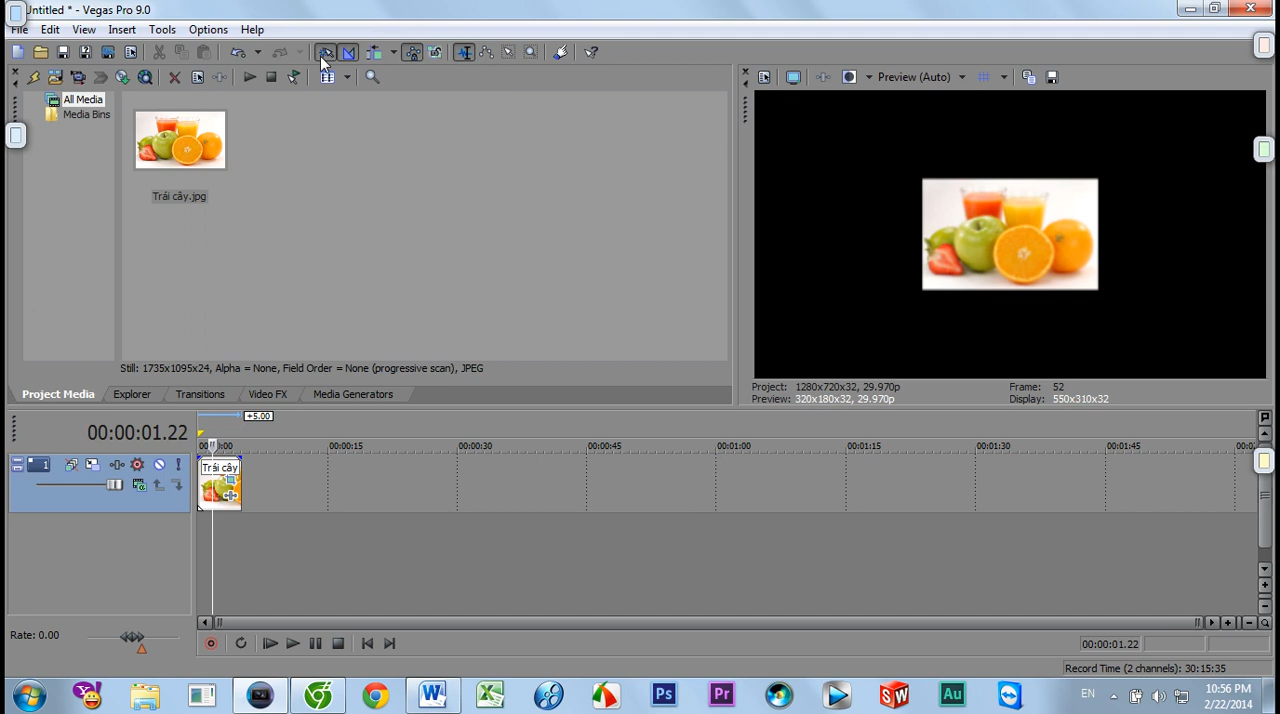 Untitled * - Vegas Pro 9.0
File Edit View Insert Tools Options Help
Preview (Auto)
All Media
Media Bins
Trái cây.jpg
Still: 1735x1095x24, Alpha = None, Field Order = None (progressive scan), JPEG
Project Media Explorer Transitions Video FX Media Generators
Project: 1280x720x32, 29.970p Frame: 52
Preview: 320x180x32, 29.970p Display: 550x310x32
+5.00
00:00:01.22
00:00:15 00:00:30 00:00:45 00:01:00 00:01:15 00:01:30 00:01:45
1
Trái cây
Rate: 0.00
00:00:01.22
Record Time (2 channels): 30:15:35
Ps Pr SW Au
EN
10:56 PM
2/22/2014